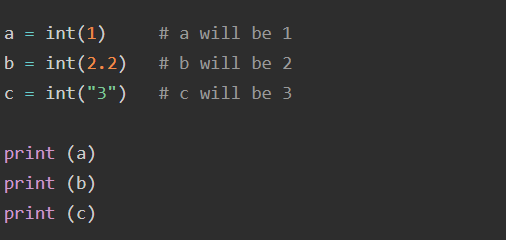 a = int(1)     # a will be 1
b = int(2.2)   # b will be 2
c = int("3")   # c will be 3
print (a)
print (b)
print (c)